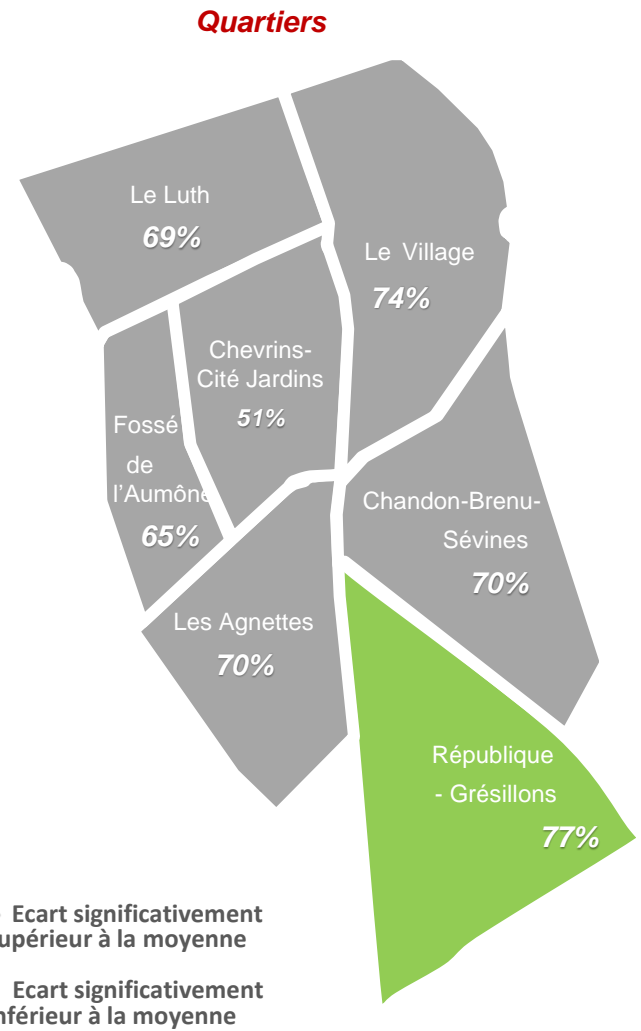 Quartiers
Le Luth
69%
Le Village
74%
Chevrins-
Cité Jardins
51%
Fossé
de
l'Aumône
65%
Chandon-Brenu-
Sévines
70%
Les Agnettes
70%
République
- Grésillons
77%
Ecart significativement
upérieur à la moyenne
Ecart significativement
nférieur à la moyenne